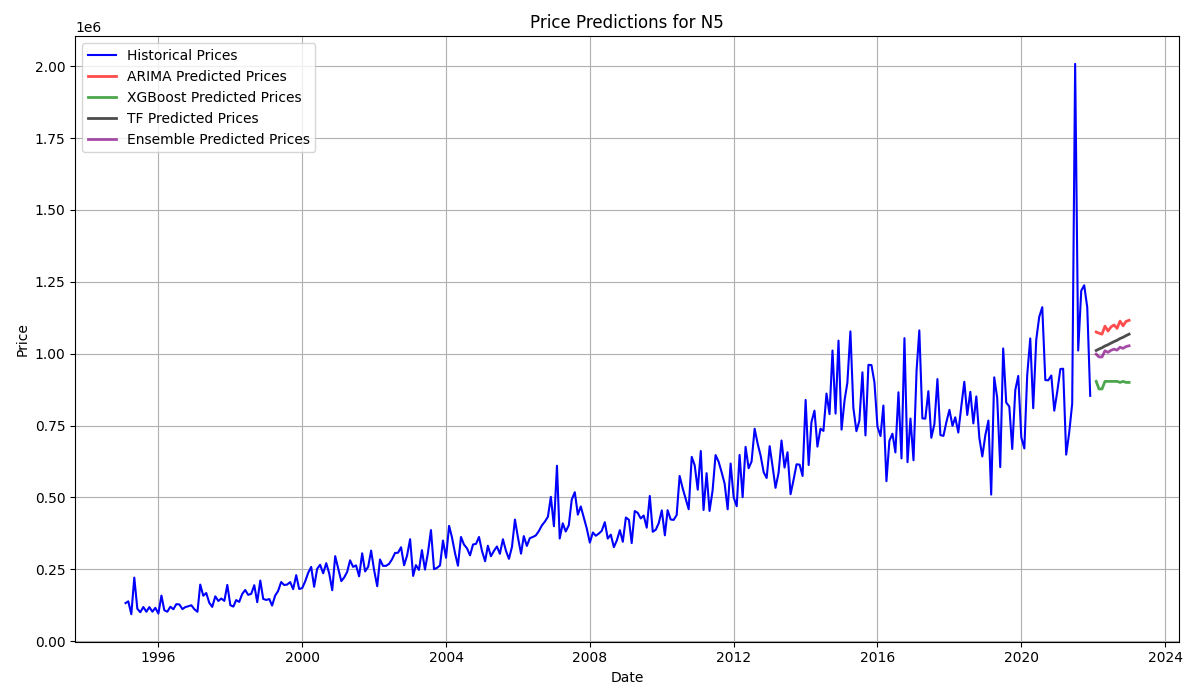 Price Predictions for N5
1e6
Historical Prices
ARIMA Predicted Prices
XGBoost Predicted Prices
TF Predicted Prices
Ensemble Predicted Prices
2.00
1.75
1.50
1.25
1.00
0.75
0.50
0.25
0.00
Price
1996 2000 2004 2008 2012 2016 2020 2024
Date